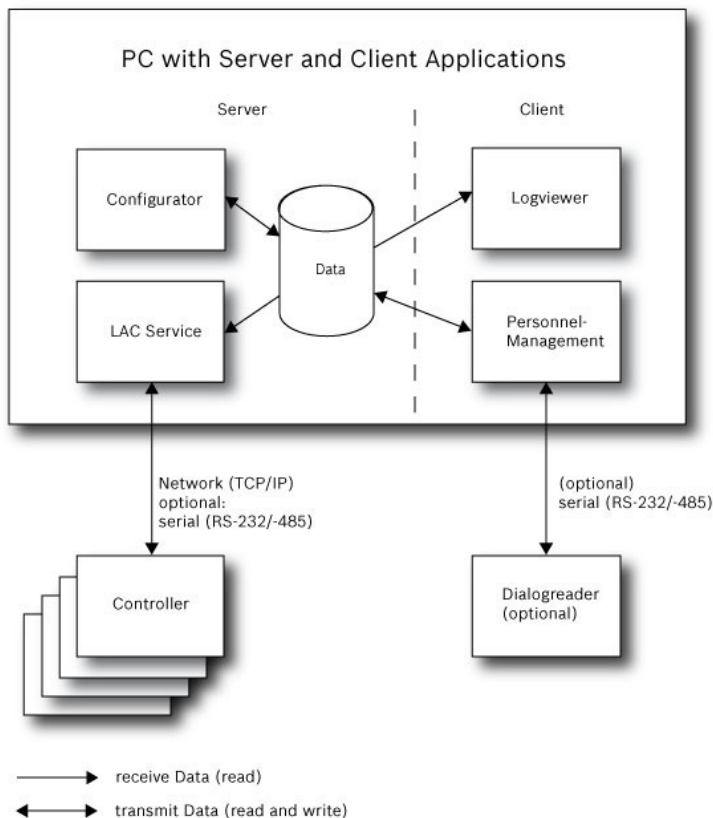 PC with Server and Client Applications
Server
Client
Configurator
Logviewer
Data
LAC Service
Personnel-
Management
Network (TCP/IP)
optional:
serial (RS-232/-485)
(optional)
serial (RS-232/-485)
Controller
Dialogreader
(optional)
receive Data (read)
transmit Data (read and write)